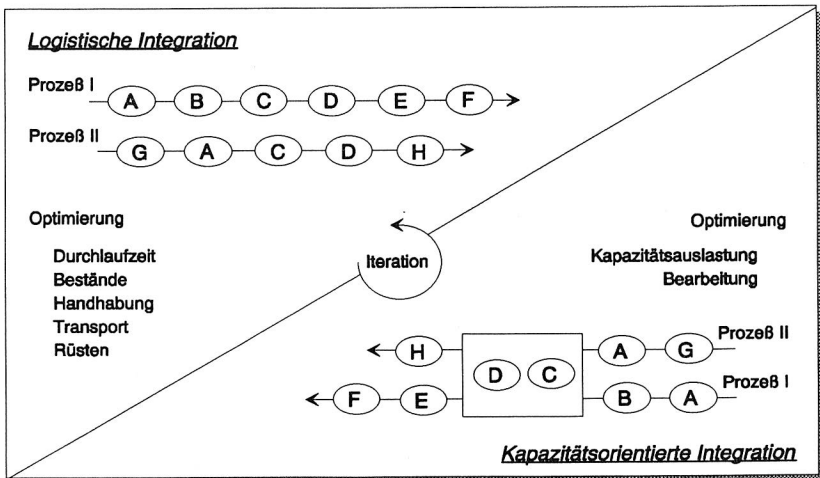 Logistische Integration
Prozeß I
A B C D E F
Prozeß II
G A C D H
Optimierung
Durchlaufzeit
Bestände
Handhabung
Transport
Rüsten
Iteration
Optimierung
Kapazitätsauslastung
Bearbeitung
H D C A G Prozeß II
F E B A Prozeß I
Kapazitätsorientierte Integration